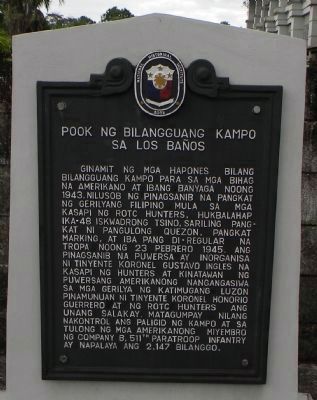 POOK NG BILANGGUANG KAMPO
SA LOS BAÑOS
GINAMIT NG MGA HAPONES BILANG
BILANGGUANG KAMPO PARA SA MGA BIHAG
NA AMERIKANO AT IBANG BANYAGA NOONG
1943. NILUSOB NG PINAGSANIB NA PANGKAT
NG GERILYANG FILIPINO MULA SA MGA
KASAPI NG ROTC HUNTERS, HUKBALAHAP
IKA-48 ISKWADRONG TSINO, SARILING PANG-
KAT NI PANGULONG QUEZON, PANGKAT
MARKING, AT IBA PANG DI-REGULAR NA
TROPA NOONG 23 PEBRERO 1945. ANG
PINAGSANIB NA PUWERSA AY INORGANISA
NI TINYENTE KORONEL GUSTAVO INGLES NA
KASAPI NG HUNTERS AT KINATAWAN NG
PUWERSANG AMERIKANONG NANGANGASIWA
SA MGA GERILYA NG KATIMUGANG LUZON
PINAMUNUAN NI TINYENTE KORONEL HONORIO
GUERRERO AT NG ROTC HUNTERS ANG
UNANG SALAKAY. MATAGUMPAY NILANG
NAKONTROL ANG PALIGID NG KAMPO AT SA
TULONG NG MGA AMERIKANONG MIYEMBRO
NG COMPANY B, 511TH PARATROOP INFANTRY
AY NAPALAYA ANG 2,147 BILANGGO.